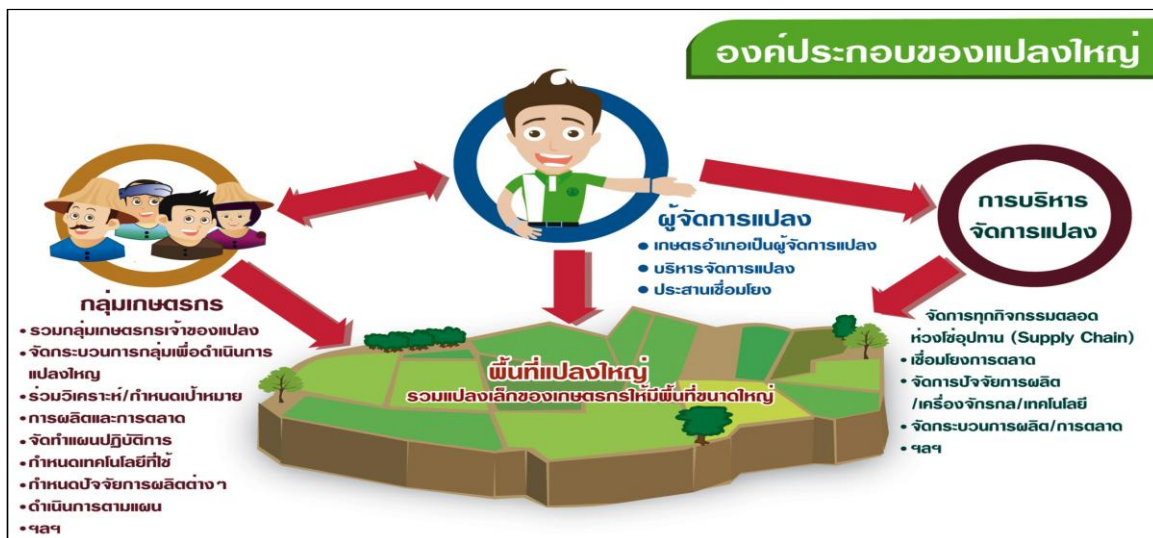 องค์ประกอบของแปลงใหญ่
ผู้จัดการแปลง
● เกษตรอำเภอเป็นผู้จัดการแปลง
● บริหารจัดการแปลง
● ประสานเชื่อมโยง
กลุ่มเกษตรกร
• รวมกลุ่มเกษตรกรเจ้าของแปลง
• จัดกระบวนการกลุ่มเพื่อดำเนินการ
แปลงใหญ่
• ร่วมวิเคราะห์/กำหนดเป้าหมาย
• การผลิตและการตลาด
• จัดทำแผนปฏิบัติการ
• กำหนดเทคโนโลยีที่ใช้
• กำหนดปัจจัยการผลิตต่างๆ
• ดำเนินการตามแผน
• ฯลฯ
พื้นที่แปลงใหญ่
รวมแปลงเล็กของเกษตรกรให้มีพื้นที่ขนาดใหญ่
การบริหาร
จัดการแปลง
จัดการทุกกิจกรรมตลอด
ห่วงโซ่อุปทาน (Supply Chain)
• เชื่อมโยงการตลาด
• จัดการปัจจัยการผลิต
/เครื่องจักรกล/เทคโนโลยี
• จัดกระบวนการผลิต/การตลาด
• ฯลฯ